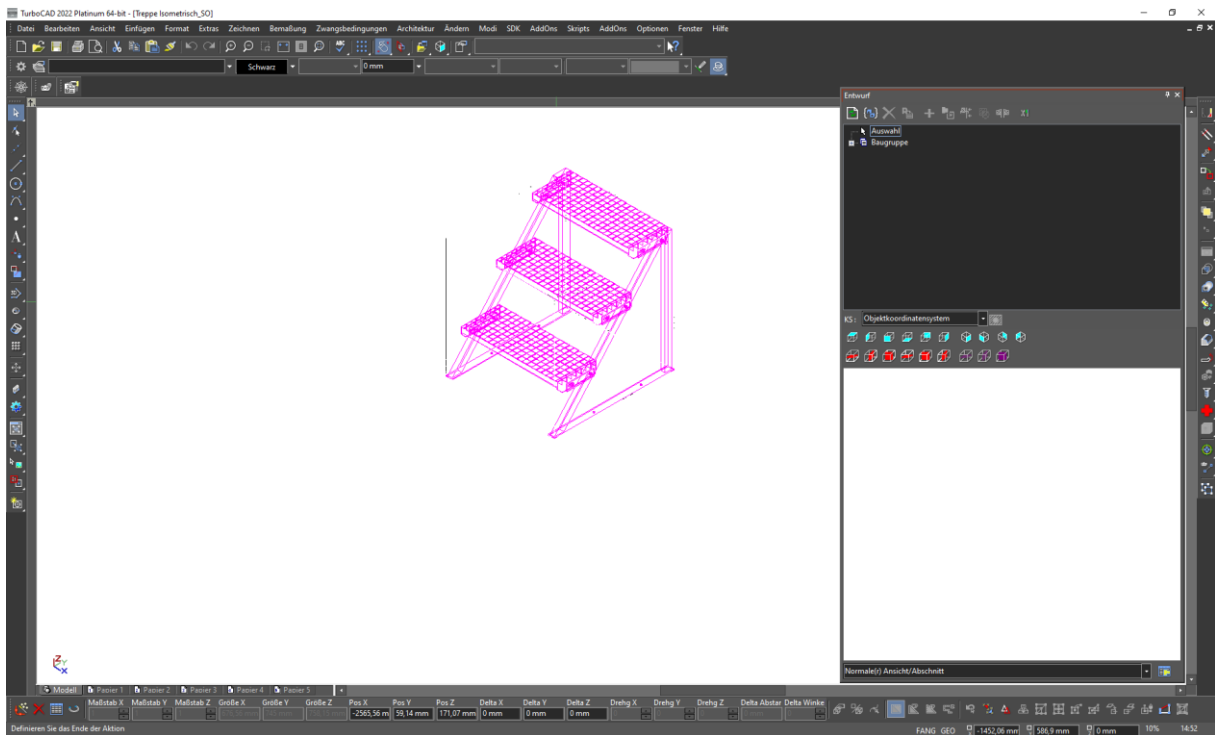 TurboCAD 2022 Platinum 64-bit - [Treppe Isometrisch_SO]
Datei Bearbeiten Ansicht Einfügen Format Extras Zeichnen Bemaßung Zwangsbedingungen Architektur Ändern Modi SDK AddOns Skripts AddOns Optionen Fenster Hilfe
Schwarz 0 mm
Entwurf
Auswahl
Baugruppe
KS: Objektkoordinatensystem
Normale(r) Ansicht/Abschnitt
Z Y X
Modell Papier 1 Papier 2 Papier 3 Papier 4 Papier 5
Maßstab X Maßstab Y Maßstab Z Größe X Größe Y Größe Z Pos X Pos Y Pos Z Delta X Delta Y Delta Z Drehg X Drehg Y Drehg Z Delta Abstar Delta Winke
-2565,56 m 59,14 mm 171,07 mm 0 mm 0 mm 0 mm
Definieren Sie das Ende der Aktion FANG GEO -1452,06 mm 586,9 mm 0 mm 10% 14:52